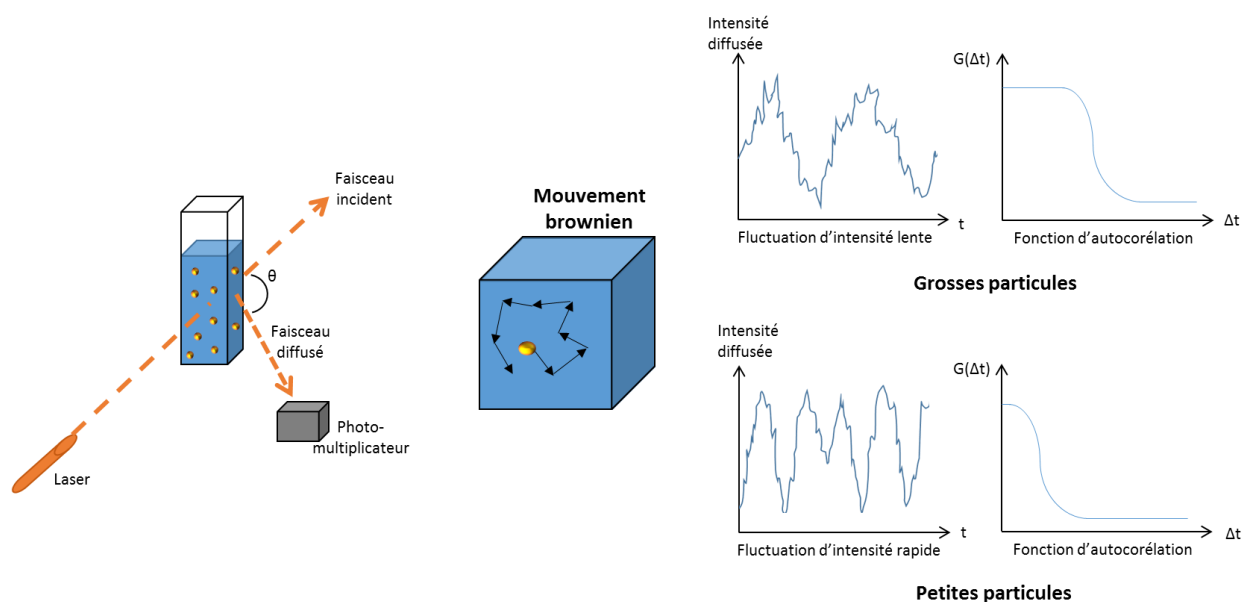 Faisceau
incident
θ
Faisceau
diffusé
Photo-
multiplicateur
Laser
Mouvement
brownien
Intensité
diffusée
t
Fluctuation d’intensité lente
G(Δt)
Δt
Fonction d’autocorélation
Grosses particules
Intensité
diffusée
t
Fluctuation d’intensité rapide
G(Δt)
Δt
Fonction d’autocorélation
Petites particules